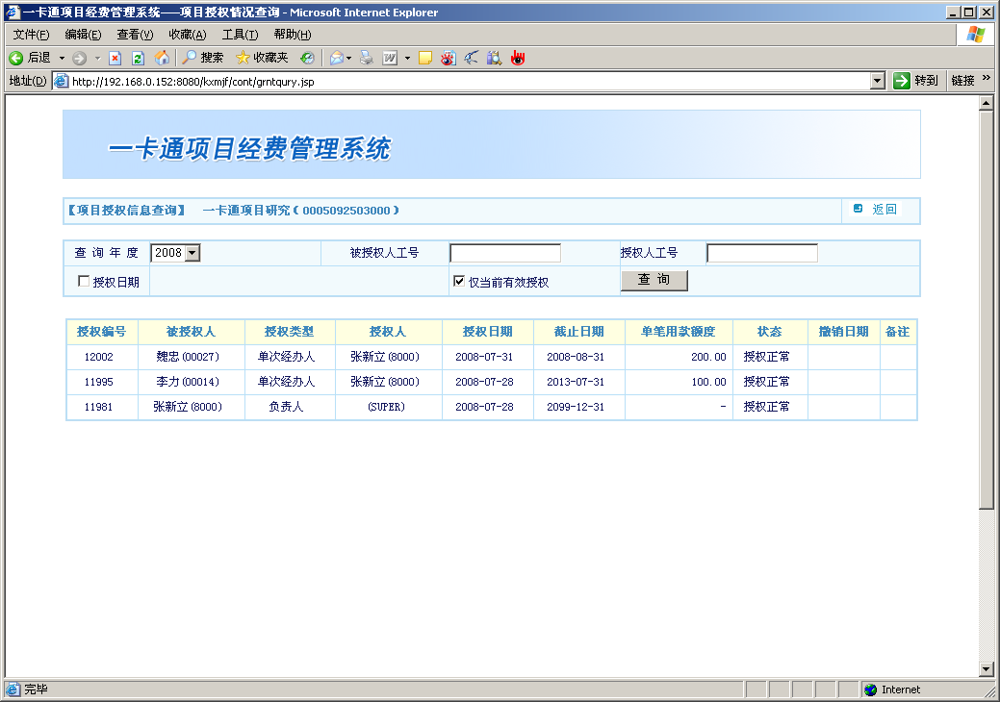 一卡通项目经费管理系统——项目授权情况查询 - Microsoft Internet Explorer
文件(F) 编辑(E) 查看(V) 收藏(A) 工具(T) 帮助(H)
后退 搜索 收藏夹
地址(D) http://192.168.0.152:8080/kxmjf/cont/grntqury.jsp 转到 链接 »
一卡通项目经费管理系统
【项目授权信息查询】 一卡通项目研究(0005092503000) 返回
查 询 年 度 2008 被授权人工号 授权人工号
授权日期 仅当前有效授权 查 询
授权编号 被授权人 授权类型 授权人 授权日期 截止日期 单笔用款额度 状态 撤销日期 备注
12002 魏忠(00027) 单次经办人 张新立(8000) 2008-07-31 2008-08-31 200.00 授权正常
11995 李力(00014) 单次经办人 张新立(8000) 2008-07-28 2013-07-31 100.00 授权正常
11981 张新立(8000) 负责人 (SUPER) 2008-07-28 2099-12-31 - 授权正常
完毕 Internet